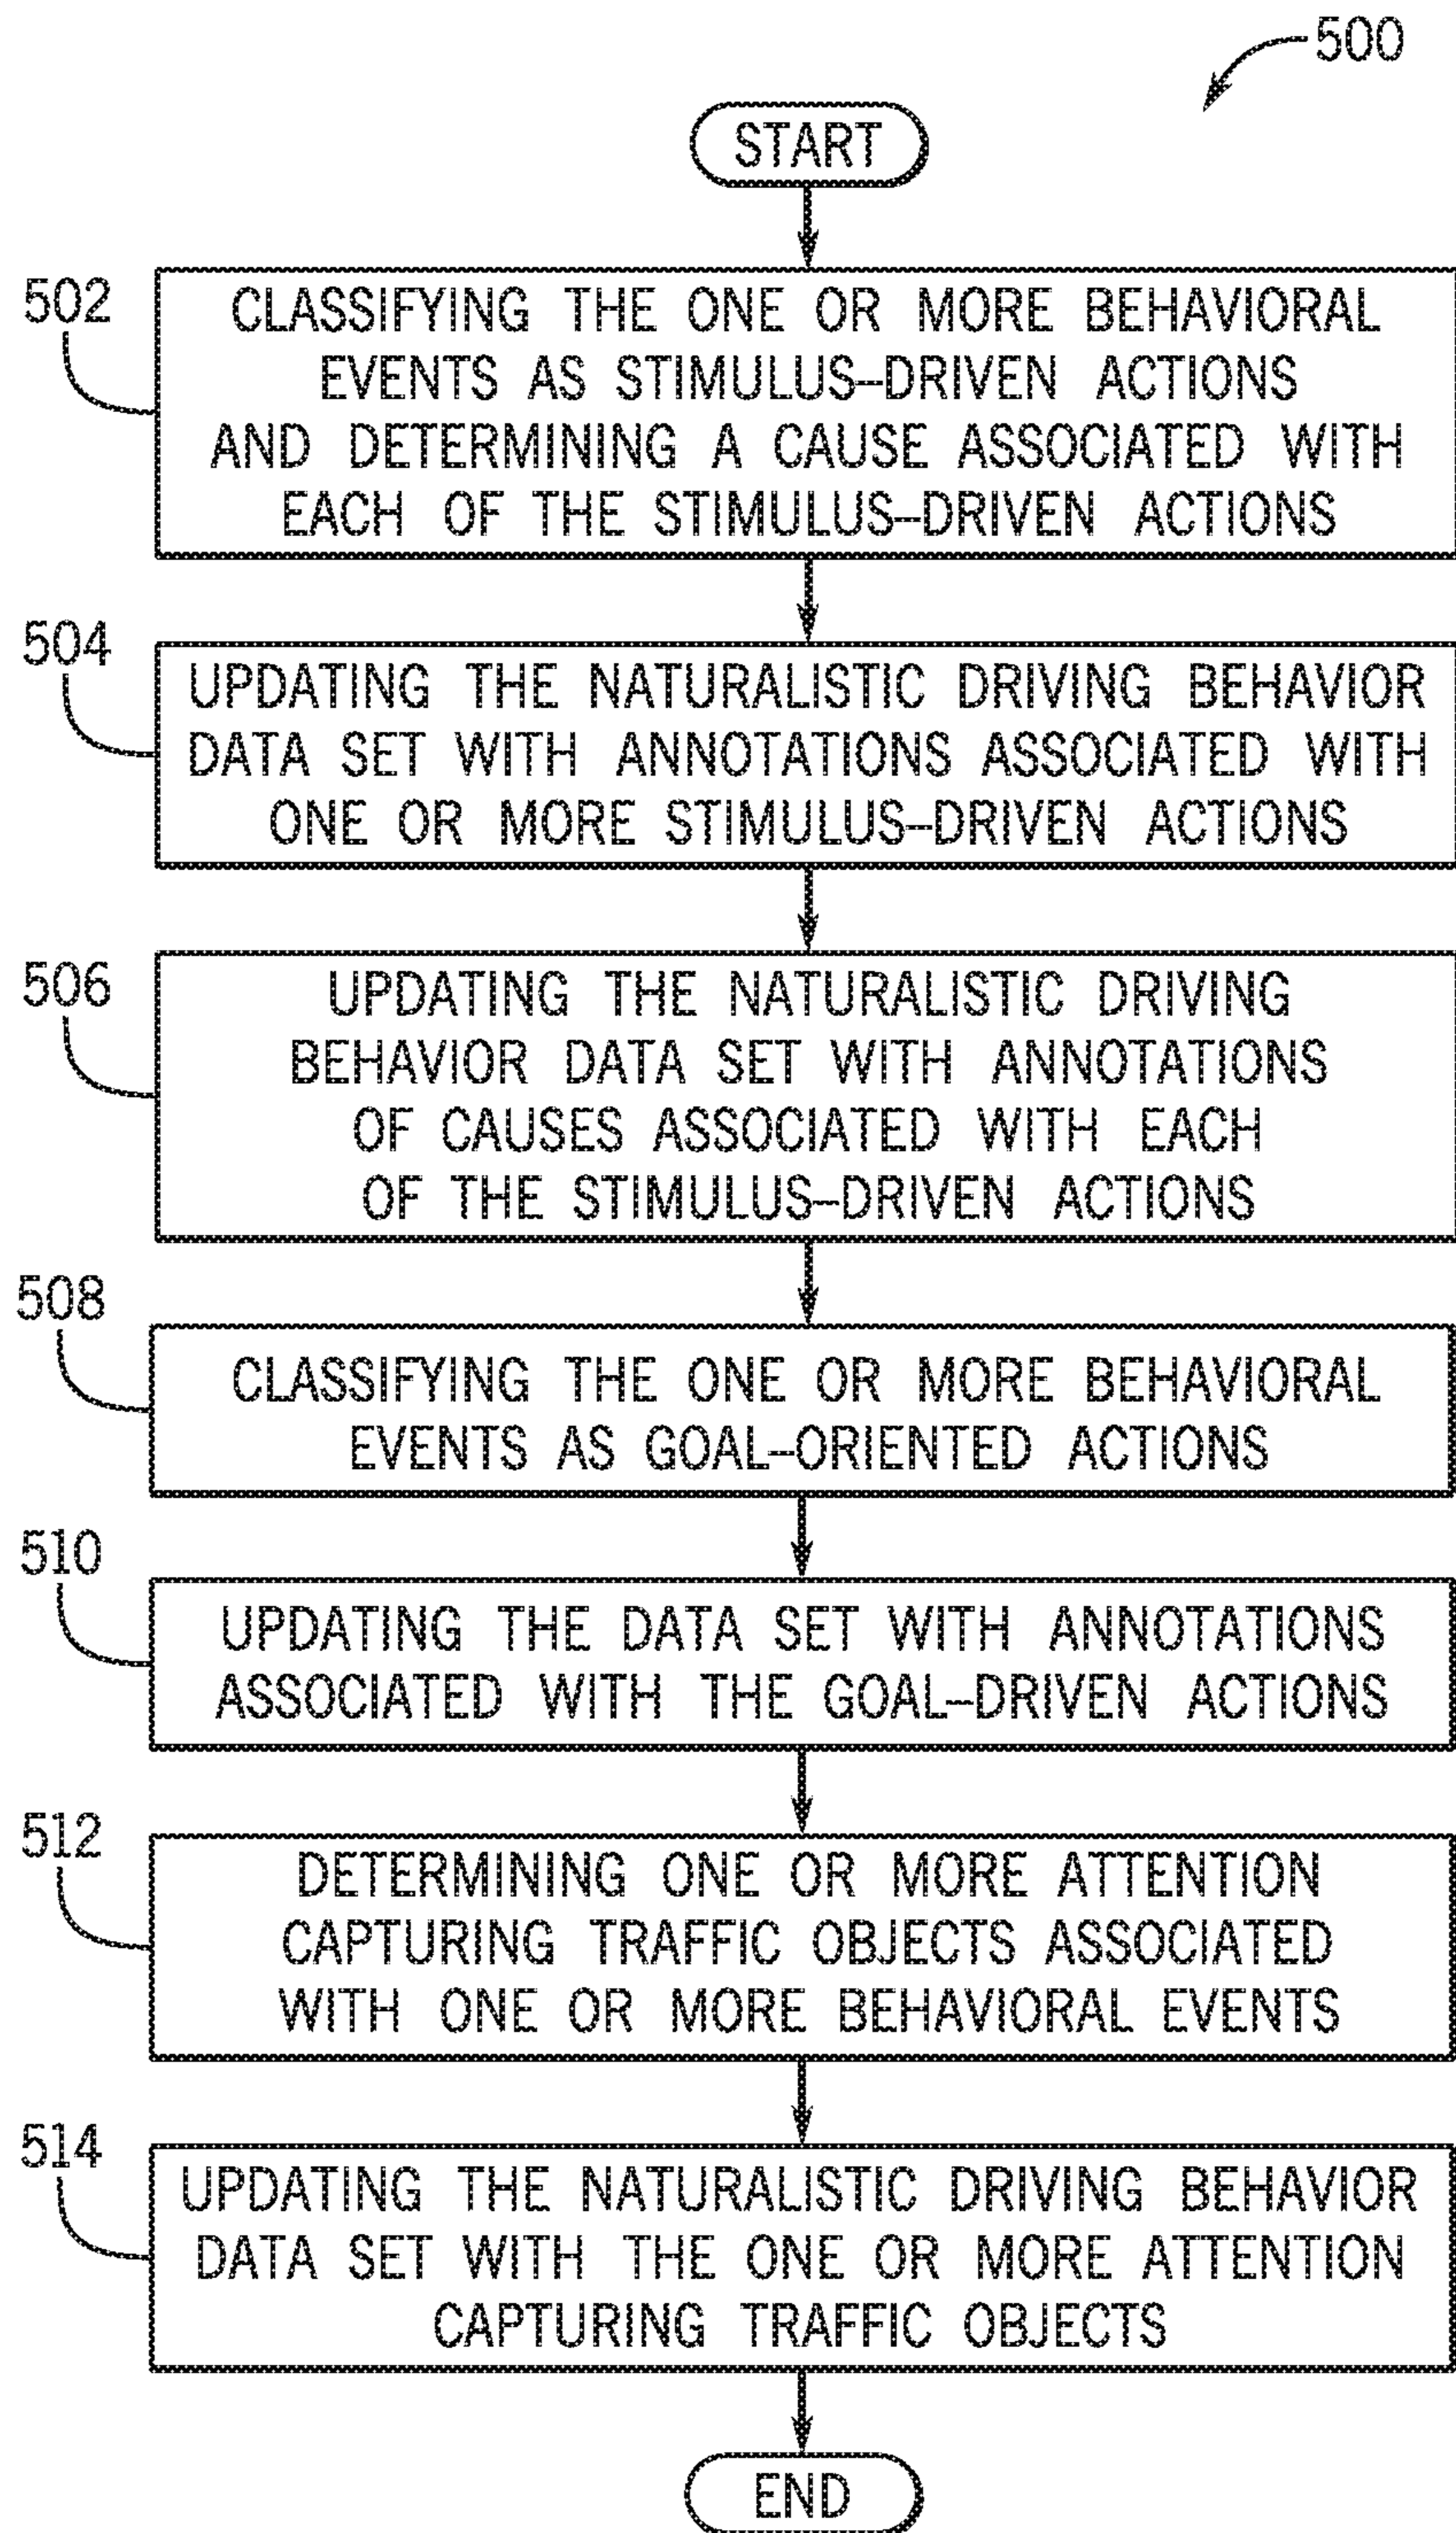 500
START
502
CLASSIFYING THE ONE OR MORE BEHAVIORAL
EVENTS AS STIMULUS–DRIVEN ACTIONS
AND DETERMINING A CAUSE ASSOCIATED WITH
EACH OF THE STIMULUS–DRIVEN ACTIONS
504
UPDATING THE NATURALISTIC DRIVING BEHAVIOR
DATA SET WITH ANNOTATIONS ASSOCIATED WITH
ONE OR MORE STIMULUS–DRIVEN ACTIONS
506
UPDATING THE NATURALISTIC DRIVING
BEHAVIOR DATA SET WITH ANNOTATIONS
OF CAUSES ASSOCIATED WITH EACH
OF THE STIMULUS–DRIVEN ACTIONS
508
CLASSIFYING THE ONE OR MORE BEHAVIORAL
EVENTS AS GOAL–ORIENTED ACTIONS
510
UPDATING THE DATA SET WITH ANNOTATIONS
ASSOCIATED WITH THE GOAL–DRIVEN ACTIONS
512
DETERMINING ONE OR MORE ATTENTION
CAPTURING TRAFFIC OBJECTS ASSOCIATED
WITH ONE OR MORE BEHAVIORAL EVENTS
514
UPDATING THE NATURALISTIC DRIVING BEHAVIOR
DATA SET WITH THE ONE OR MORE ATTENTION
CAPTURING TRAFFIC OBJECTS
END